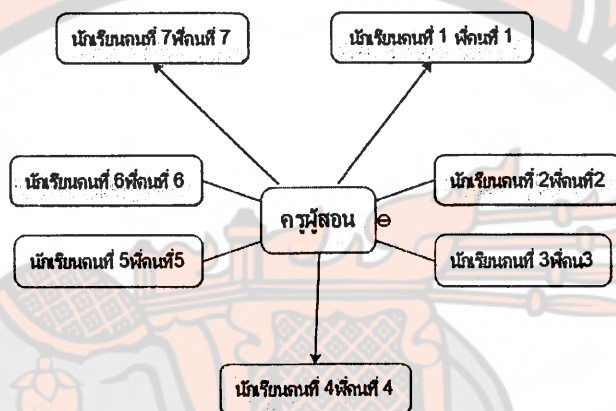 นักเรียนคนที่ 7พี่คนที่ 7
นักเรียนคนที่ 1 พี่คนที่ 1
นักเรียนคนที่ 6พี่คนที่ 6
นักเรียนคนที่ 2พี่คนที่2
ครูผู้สอน
นักเรียนคนที่ 5พี่คนที่5
นักเรียนคนที่ 3พี่คน3
นักเรียนคนที่ 4พี่คนที่ 4